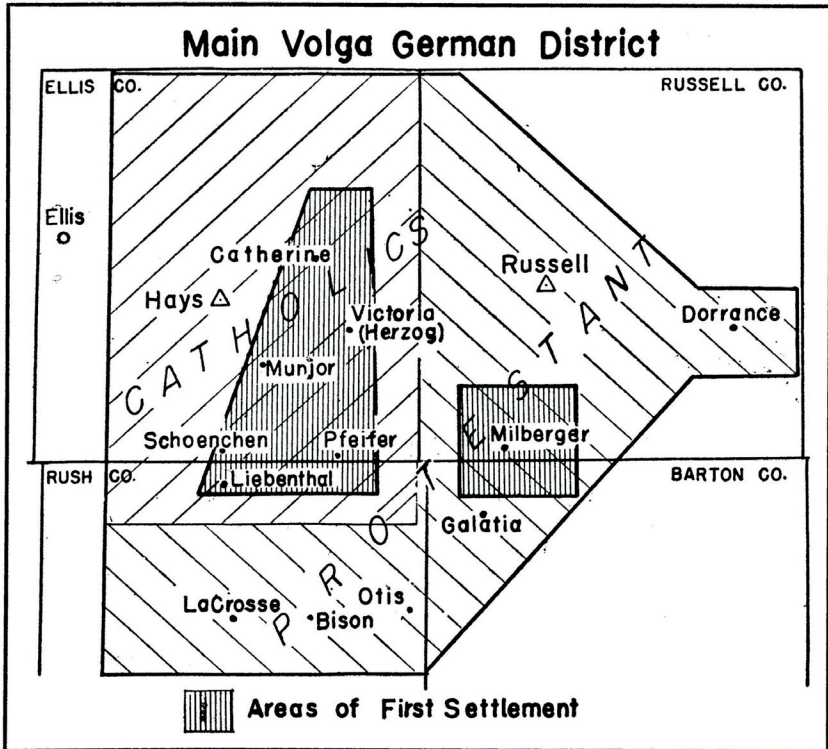 Main Volga German District
ELLIS CO.
RUSSELL CO.
Ellis
Catherine
Hays
Russell
Victoria
(Herzog)
Dorrance
Munjor
CATHOLICS
PROTESTANT
Schoenchen
Pfeifer
Milberger
RUSH CO.
Liebenthal
BARTON CO.
Galatia
LaCrosse
Bison
Otis
Areas of First Settlement